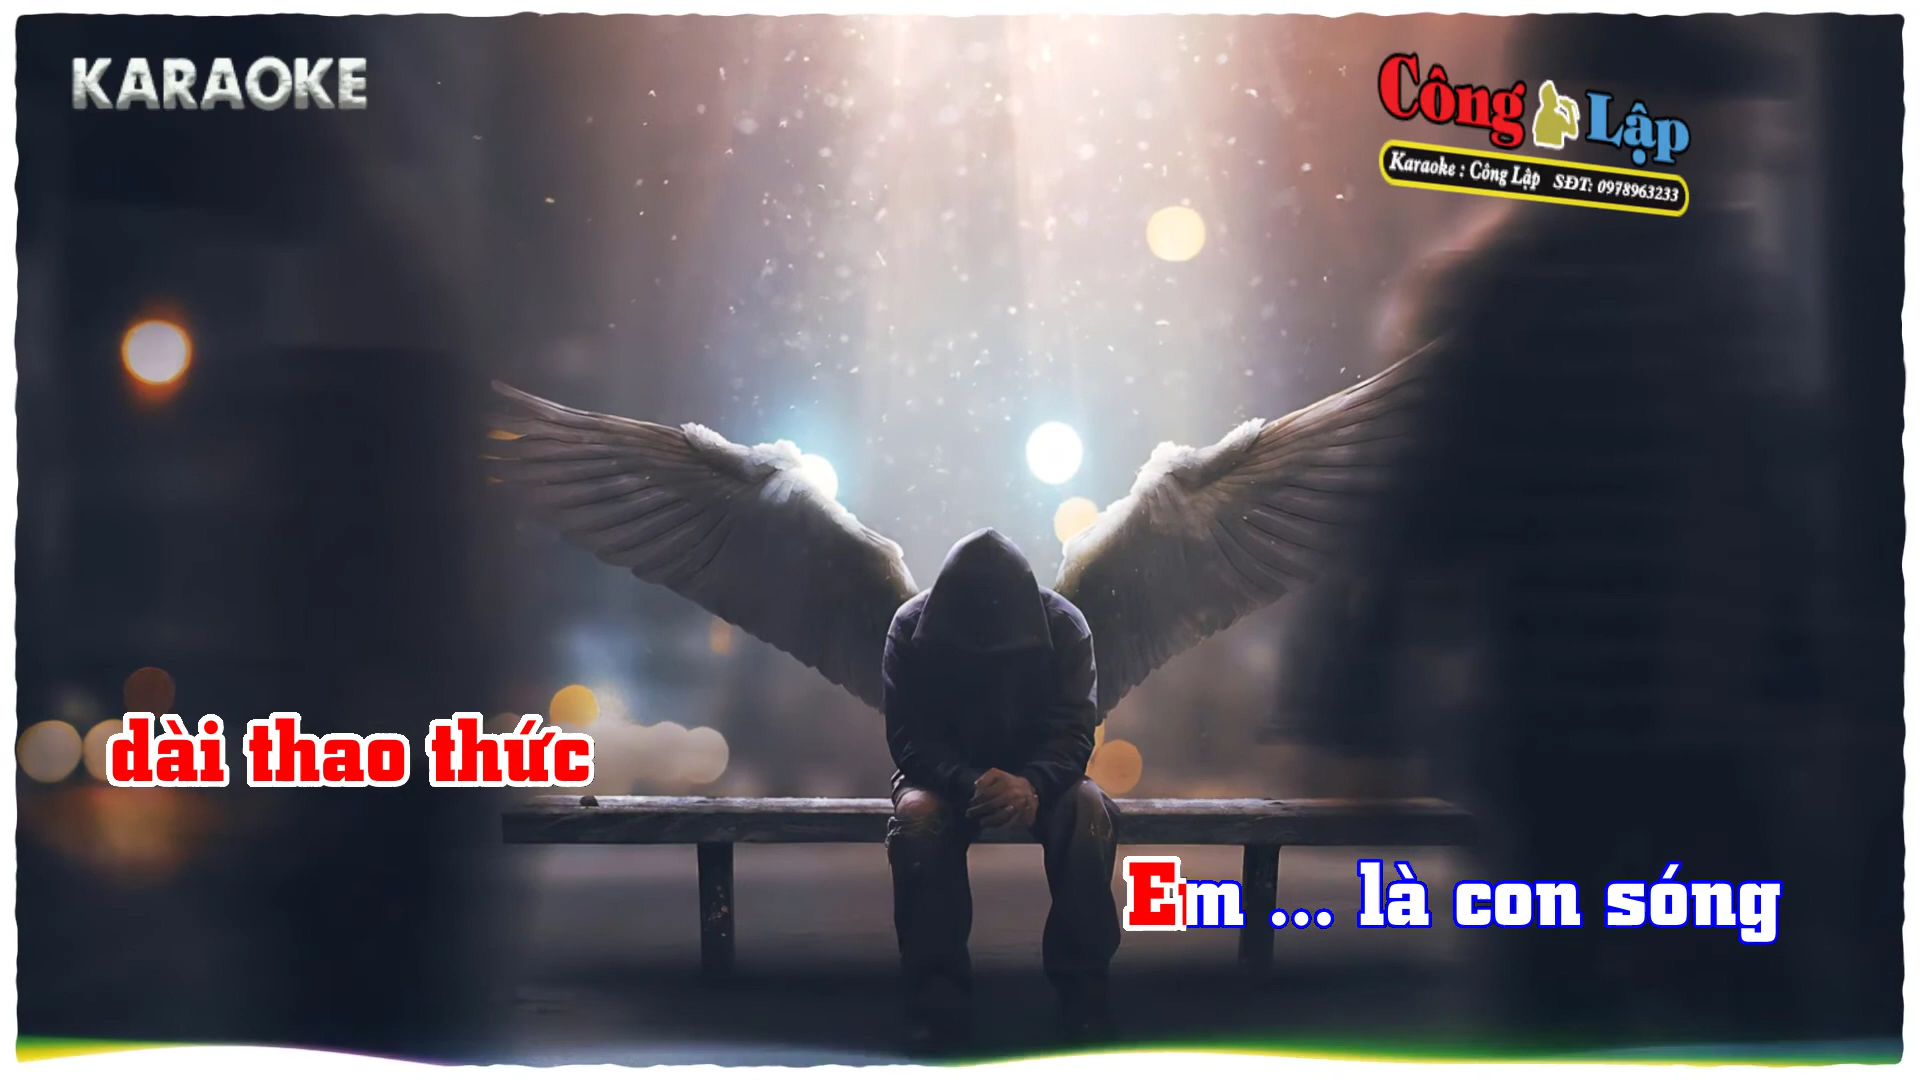 KARAOKE
Công Lập
Karaoke : Công Lập SĐT: 0978963233
dài thao thức
Em ... là con sóng